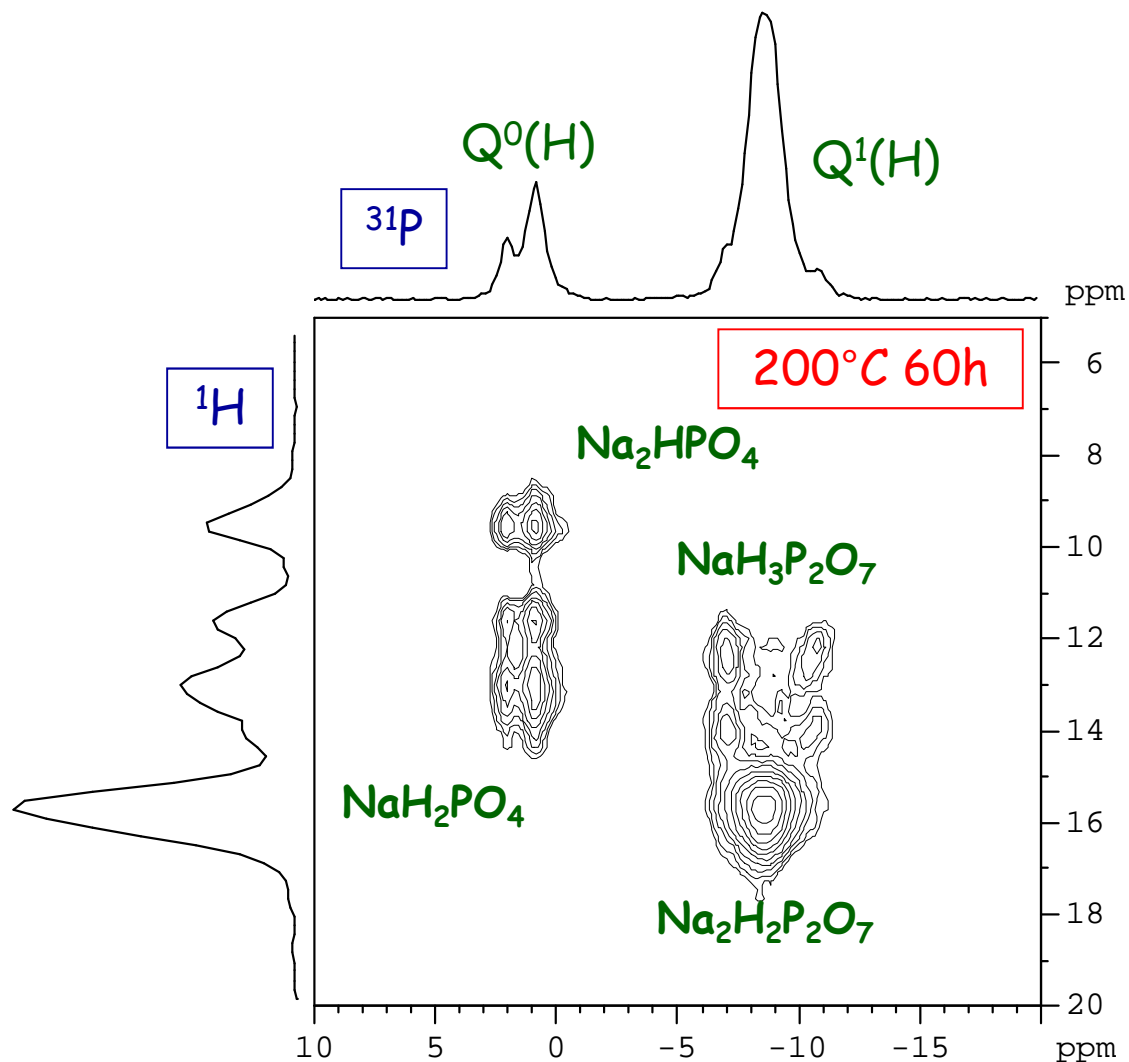 Q⁰(H)
Q¹(H)
³¹P
ppm
200°C 60h
6
¹H
Na₂HPO₄
8
10
NaH₃P₂O₇
12
14
NaH₂PO₄
16
Na₂H₂P₂O₇
18
20
10 5 0 -5 -10 -15 ppm